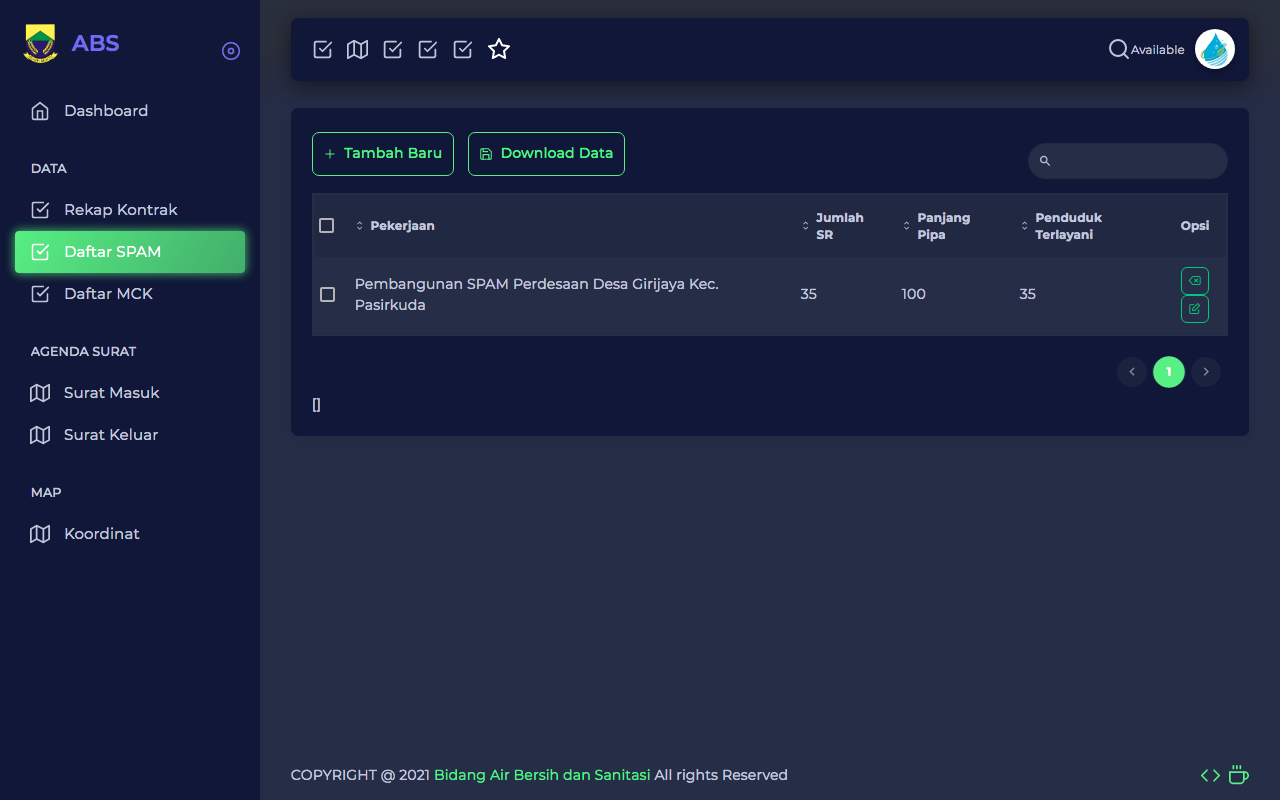 ABS
Available
Dashboard
DATA
Rekap Kontrak
Daftar SPAM
Daftar MCK
AGENDA SURAT
Surat Masuk
Surat Keluar
MAP
Koordinat
Tambah Baru
Download Data
Pekerjaan
Jumlah
SR
Panjang
Pipa
Penduduk
Terlayani
Opsi
Pembangunan SPAM Perdesaan Desa Girijaya Kec.
Pasirkuda
35
100
35
1
[]
COPYRIGHT @ 2021 Bidang Air Bersih dan Sanitasi All rights Reserved